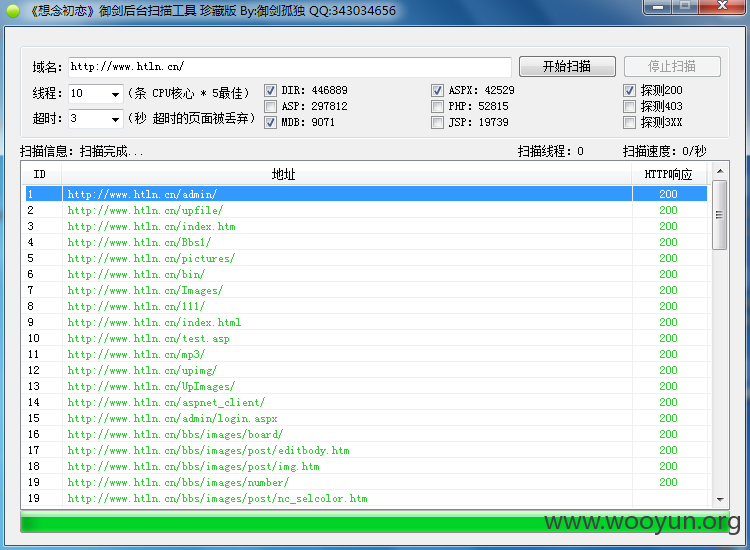 《想念初恋》御剑后台扫描工具 珍藏版 By:御剑孤独 QQ:343034656
域名: http://www.htln.cn/ 开始扫描 停止扫描
线程: 10 (条 CPU核心 * 5最佳) DIR: 446889 ASPX: 42529 探测200
ASP: 297812 PHP: 52815 探测403
超时: 3 (秒 超时的页面被丢弃) MDB: 9071 JSP: 19739 探测3XX
扫描信息: 扫描完成... 扫描线程: 0 扫描速度: 0/秒
ID 地址 HTTP响应
1 http://www.htln.cn/admin/ 200
2 http://www.htln.cn/upfile/ 200
3 http://www.htln.cn/index.htm 200
4 http://www.htln.cn/Bbs1/ 200
5 http://www.htln.cn/pictures/ 200
6 http://www.htln.cn/bin/ 200
7 http://www.htln.cn/Images/ 200
8 http://www.htln.cn/111/ 200
9 http://www.htln.cn/index.html 200
10 http://www.htln.cn/test.asp 200
11 http://www.htln.cn/mp3/ 200
12 http://www.htln.cn/upimg/ 200
13 http://www.htln.cn/UpImages/ 200
14 http://www.htln.cn/aspnet_client/ 200
15 http://www.htln.cn/admin/login.aspx 200
16 http://www.htln.cn/bbs/images/board/ 200
17 http://www.htln.cn/bbs/images/post/editbody.htm 200
18 http://www.htln.cn/bbs/images/post/img.htm 200
19 http://www.htln.cn/bbs/images/number/ 200
19 http://www.htln.cn/bbs/images/post/nc_selcolor.htm
www.wooyun.org